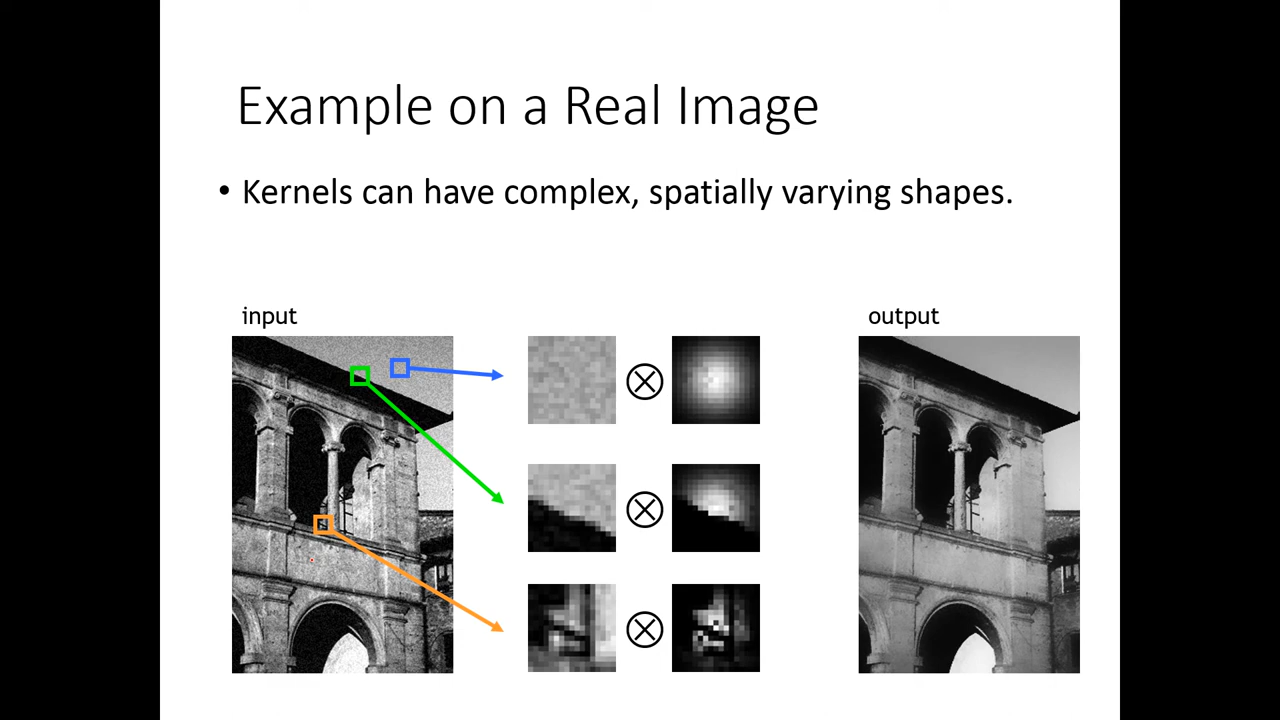 Example on a Real Image
• Kernels can have complex, spatially varying shapes.
input
output